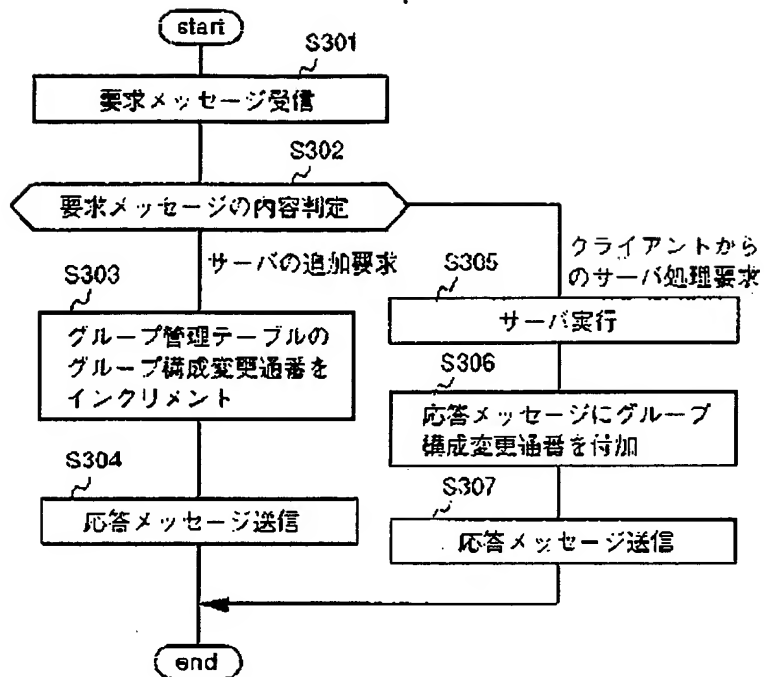 start
S301
要求メッセージ受信
S302
要求メッセージの内容判定
サーバの追加要求
S303
グループ管理テーブルの
グループ構成変更通番を
インクリメント
S304
応答メッセージ送信
クライアントから
のサーバ処理要求
S305
サーバ実行
S306
応答メッセージにグループ
構成変更通番を付加
S307
応答メッセージ送信
end